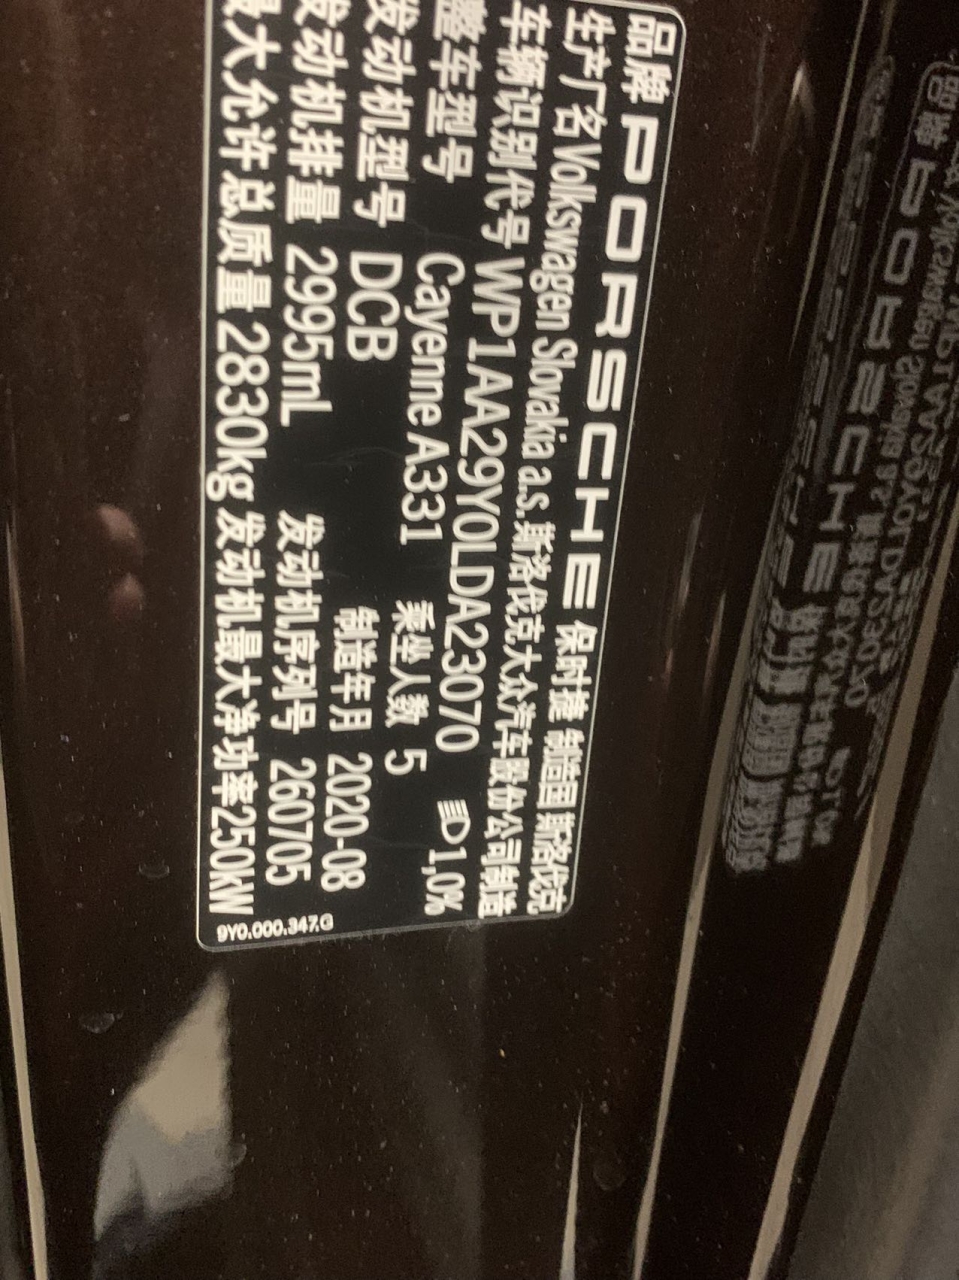 品牌 PORSCHE 保时捷 制造国 斯洛伐克
生产厂名 Volkswagen Slovakia a.s.斯洛伐克大众汽车股份公司制造
车辆识别代号 WP1AA29Y0LDA23070 1,0%
整车型号 Cayenne A331 乘坐人数 5
发动机型号 DCB 制造年月 2020-08
发动机排量 2995mL 发动机序列号 260705
最大允许总质量 2830kg 发动机最大净功率250kW
9Y0.000.347.G